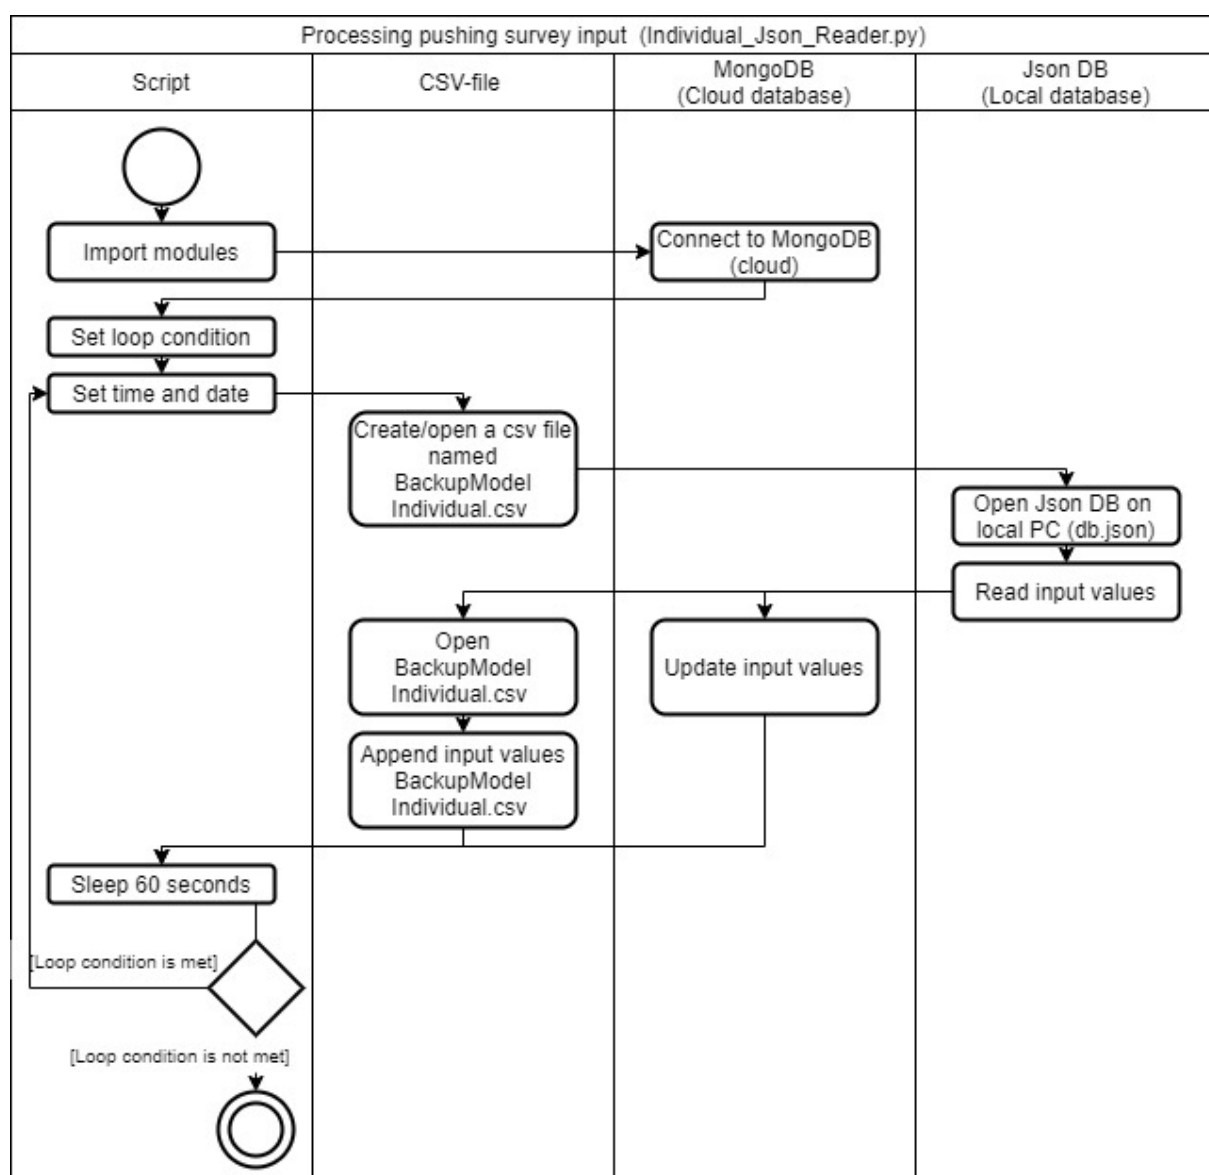 Processing pushing survey input (Individual_Json_Reader.py)
Script
CSV-file
MongoDB
(Cloud database)
Json DB
(Local database)
Import modules
Connect to MongoDB
(cloud)
Set loop condition
Set time and date
Create/open a csv file
named
BackupModel
Individual.csv
Open Json DB on
local PC (db.json)
Read input values
Open
BackupModel
Individual.csv
Update input values
Append input values
BackupModel
Individual.csv
Sleep 60 seconds
[Loop condition is met]
[Loop condition is not met]